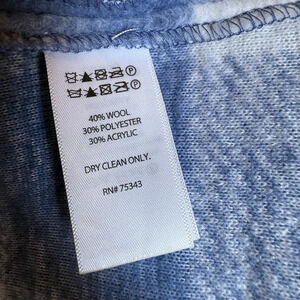 40% WOOL
30% POLYESTER
30% ACRYLIC
DRY CLEAN ONLY.
RN# 75343